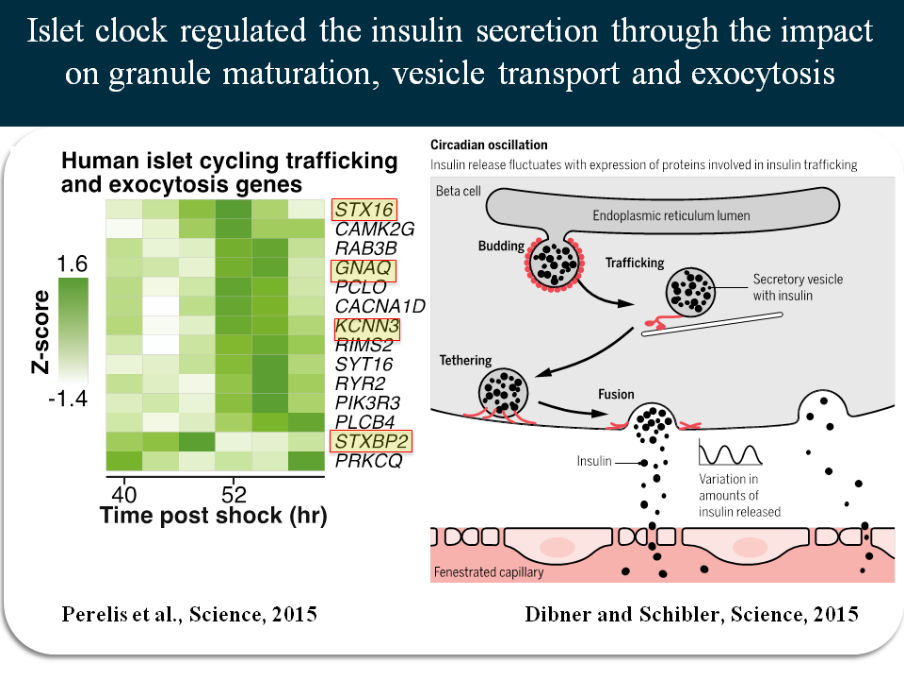 Islet clock regulated the insulin secretion through the impact
on granule maturation, vesicle transport and exocytosis
Human islet cycling trafficking
and exocytosis genes
STX16
CAMK2G
RAB3B
GNAQ
PCLO
CACNA1D
KCNN3
RIMS2
SYT16
RYR2
PIK3R3
PLCB4
STXBP2
PRKCQ
1.6
Z-score
-1.4
40
52
Time post shock (hr)
Perelis et al., Science, 2015
Circadian oscillation
Insulin release fluctuates with expression of proteins involved in insulin trafficking
Beta cell
Endoplasmic reticulum lumen
Budding
Trafficking
Secretory vesicle
with insulin
Tethering
Fusion
Insulin
Variation in
amounts of
insulin released
Fenestrated capillary
Dibner and Schibler, Science, 2015